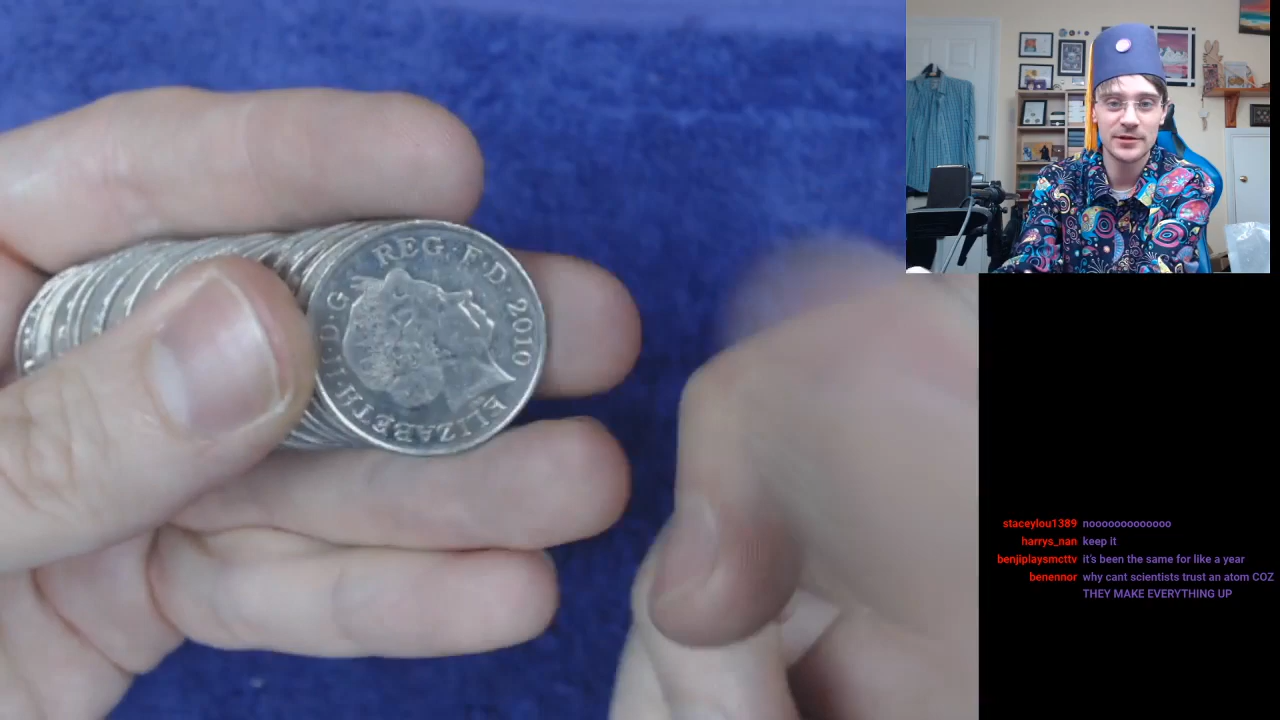 ELIZABETH·II·D·G
REG·F·D·2010
staceylou1389 nooooooooooooo
harrys_nan keep it
benjiplaysmcttv it's been the same for like a year
benennor why cant scientists trust an atom COZ
THEY MAKE EVERYTHING UP